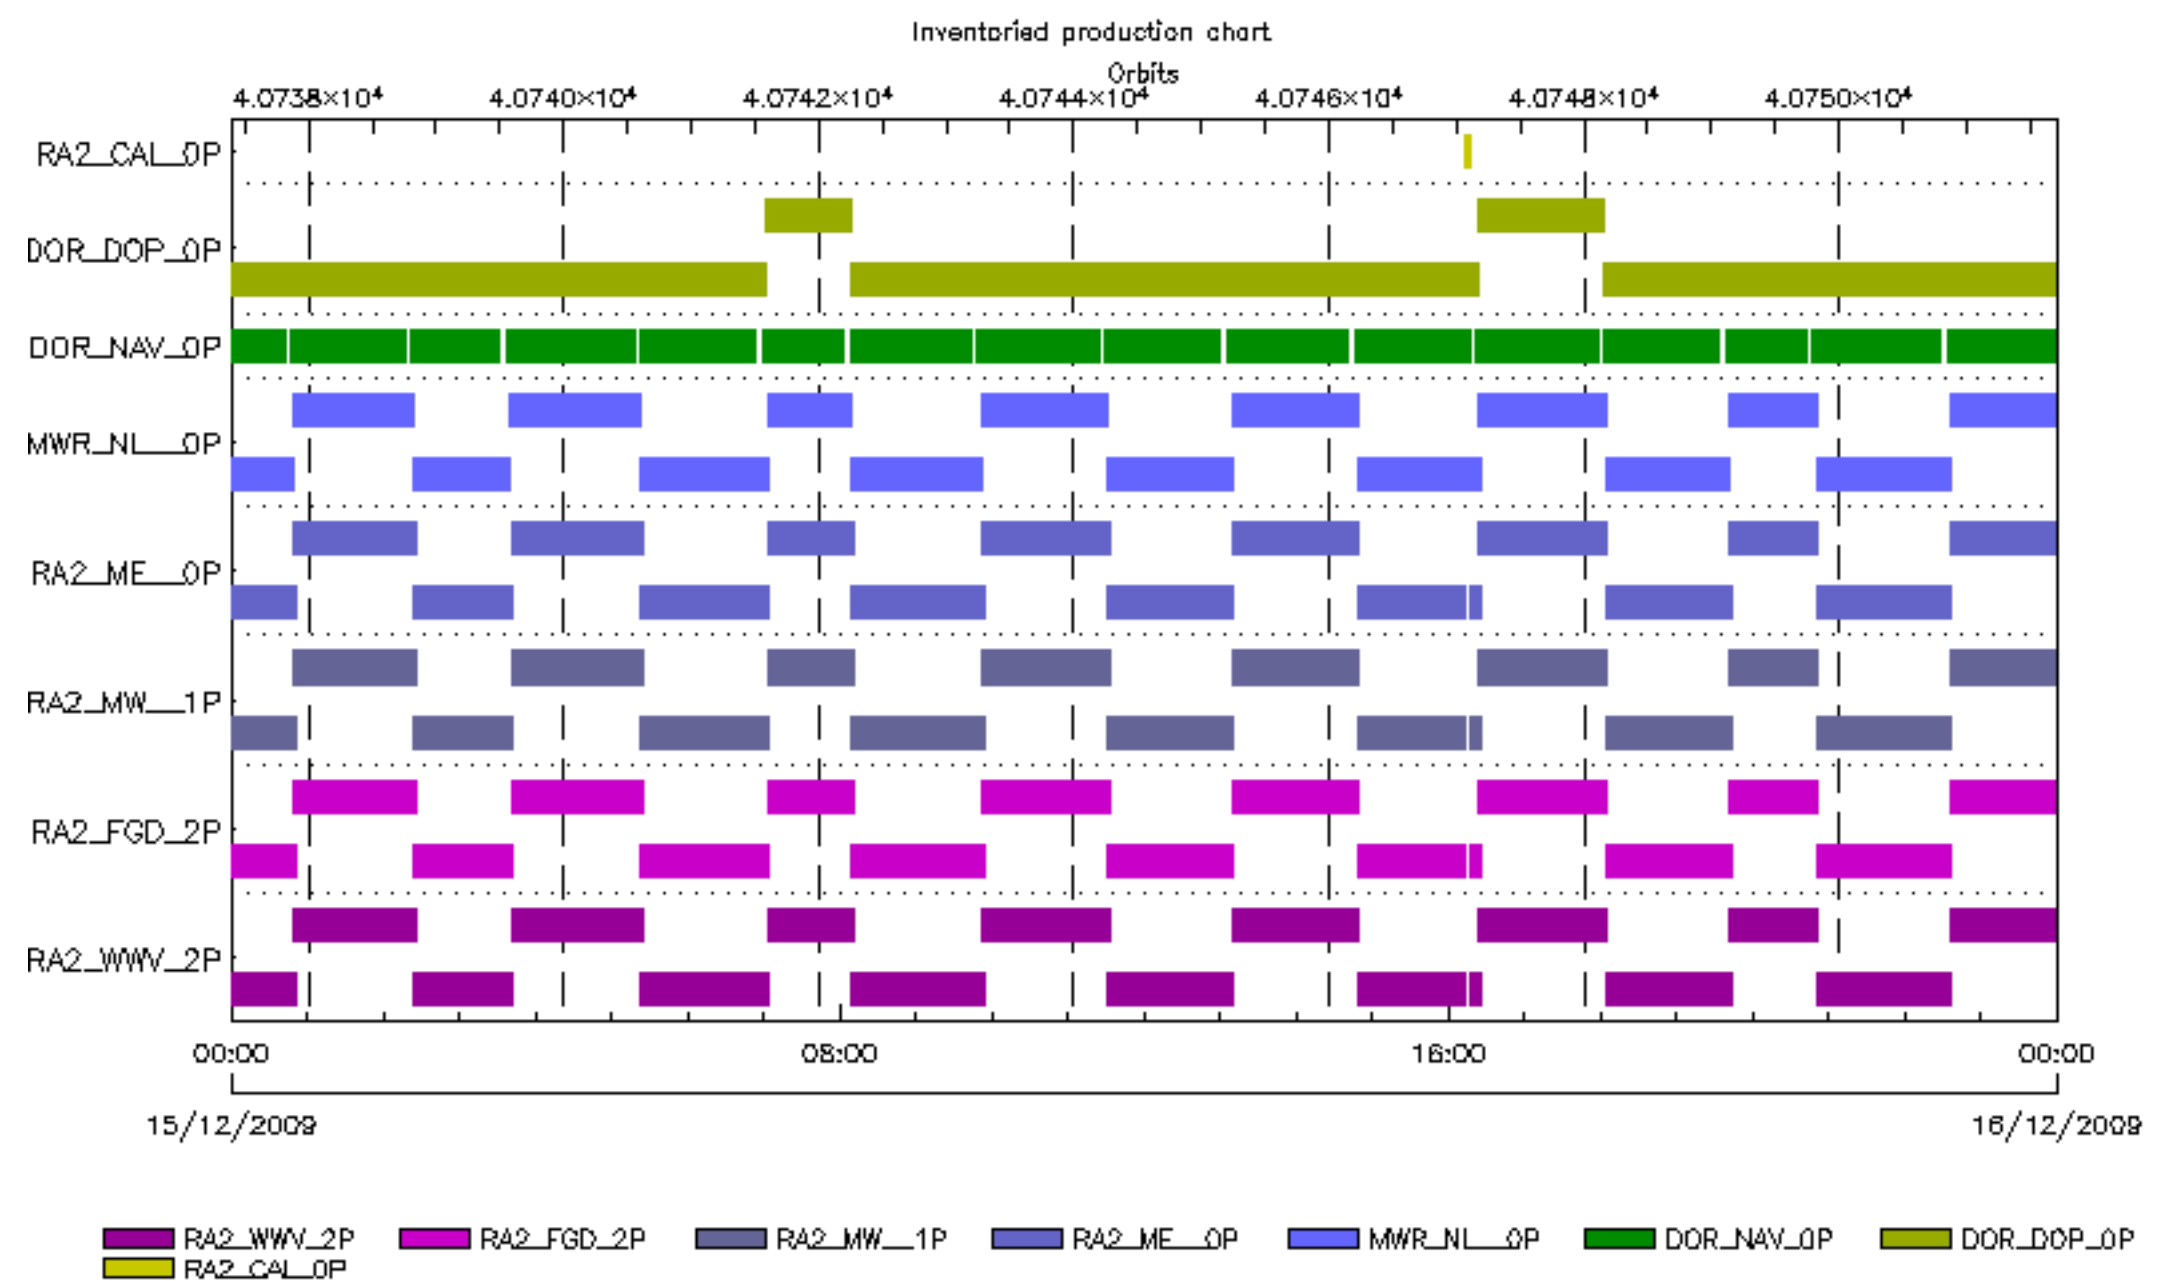 Inventoried production chart
Orbits
4.0738×10⁴ 4.0740×10⁴ 4.0742×10⁴ 4.0744×10⁴ 4.0746×10⁴ 4.0748×10⁴ 4.0750×10⁴
RA2_CAL_0P
DOR_DOP_0P
DOR_NAV_0P
MWR_NL__0P
RA2_ME__0P
RA2_MW__1P
RA2_FGD_2P
RA2_WWV_2P
00:00 08:00 16:00 00:00
15/12/2009 16/12/2009
RA2_WWV_2P RA2_FGD_2P RA2_MW__1P RA2_ME__0P MWR_NL__0P DOR_NAV_0P DOR_DOP_0P
RA2_CAL_0P